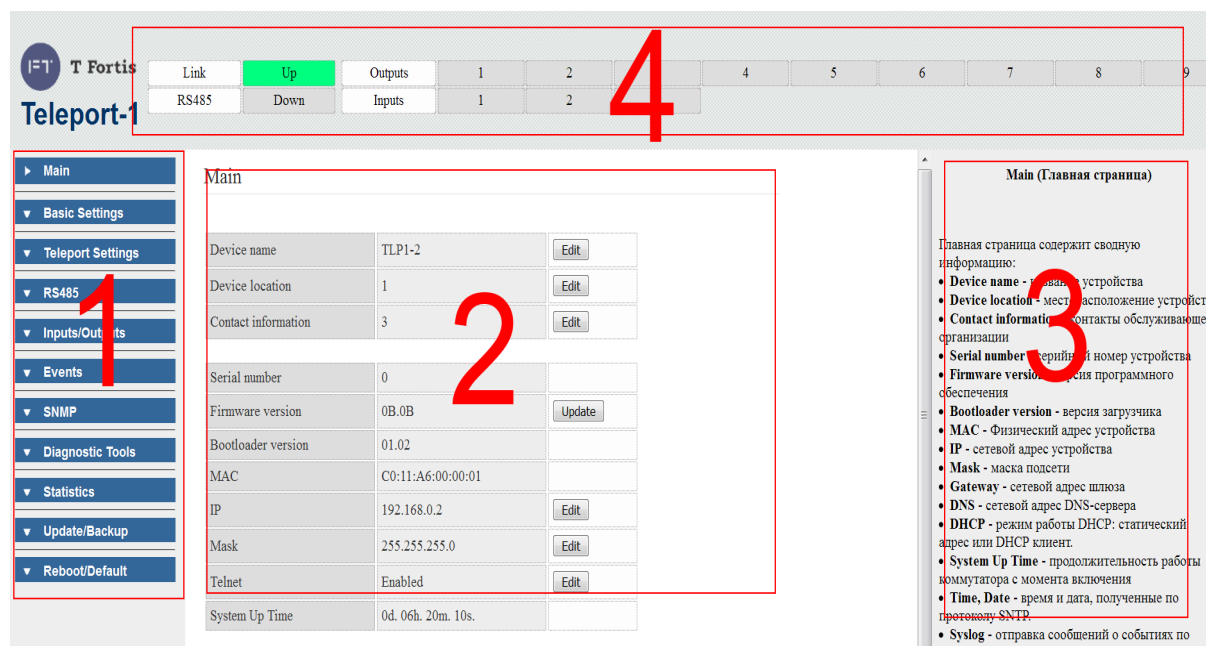 T Fortis
Teleport-1
Link Up Outputs 1 2 4 5 6 7 8 9
RS485 Down Inputs 1 2
4
Main
Basic Settings
Teleport Settings
RS485
Inputs/Outputs
Events
SNMP
Diagnostic Tools
Statistics
Update/Backup
Reboot/Default
1
Main
Device name TLP1-2 Edit
Device location 1 Edit
Contact information 3 Edit
Serial number 0
Firmware version 0B.0B Update
Bootloader version 01.02
MAC C0:11:A6:00:00:01
IP 192.168.0.2 Edit
Mask 255.255.255.0 Edit
Telnet Enabled Edit
System Up Time 0d. 06h. 20m. 10s.
2
Main (Главная страница)
Главная страница содержит сводную
информацию:
• Device name - название устройства
• Device location - месторасположение устройст
• Contact information - контакты обслуживающе
организации
• Serial number - серийный номер устройства
• Firmware version - версия программного
обеспечения
• Bootloader version - версия загрузчика
• MAC - Физический адрес устройства
• IP - сетевой адрес устройства
• Mask - маска подсети
• Gateway - сетевой адрес шлюза
• DNS - сетевой адрес DNS-сервера
• DHCP - режим работы DHCP: статический
адрес или DHCP клиент.
• System Up Time - продолжительность работы
коммутатора с момента включения
• Time, Date - время и дата, полученные по
протоколу SNTP.
• Syslog - отправка сообщений о событиях по
3